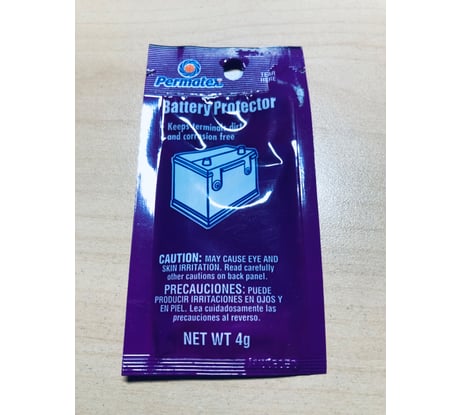 TEAR
HERE
Permatex
Battery Protector
Keeps terminals dirt
and corrosion free
CAUTION: MAY CAUSE EYE AND
SKIN IRRITATION. Read carefully
other cautions on back panel.
PRECAUCIONES: PUEDE
PRODUCIR IRRITACIONES EN OJOS Y
EN PIEL. Lea cuidadosamente las
precauciones al reverso.
NET WT 4g